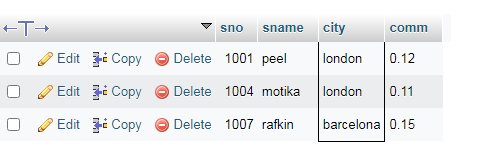 sno sname city comm
Edit Copy Delete 1001 peel london 0.12
Edit Copy Delete 1004 motika london 0.11
Edit Copy Delete 1007 rafkin barcelona 0.15